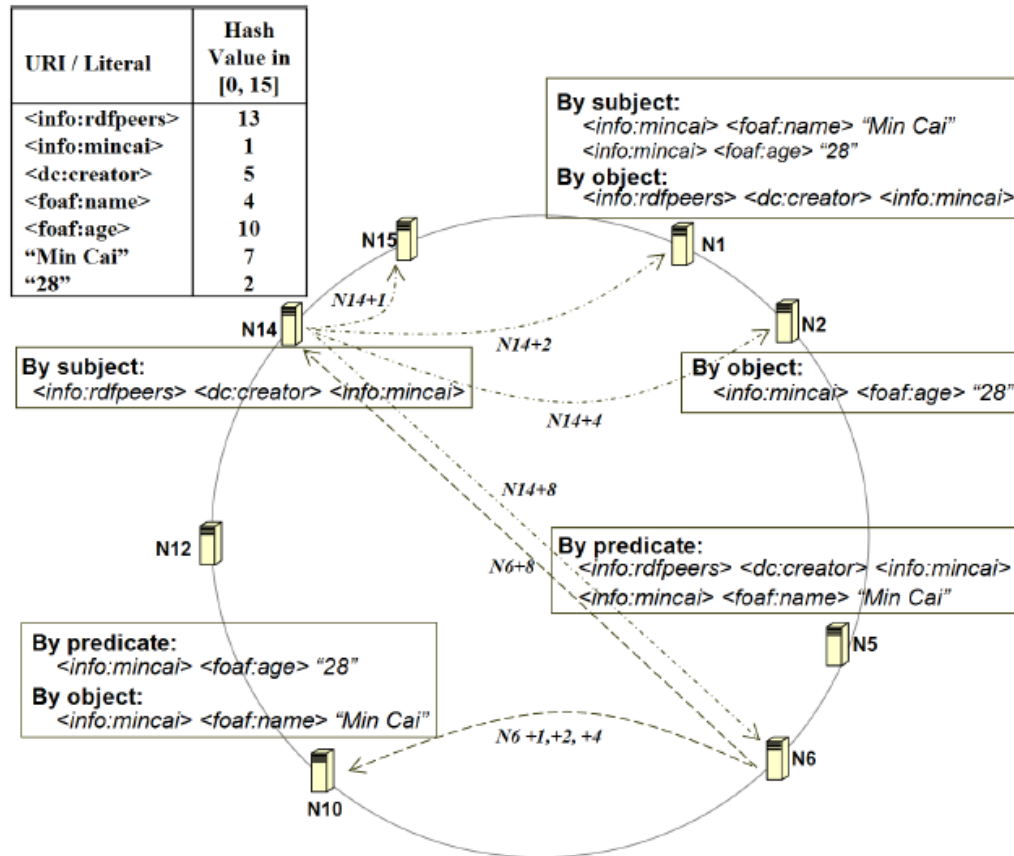 URI / Literal
Hash
Value in
[0, 15]
<info:rdfpeers> 13
<info:mincai> 1
<dc:creator> 5
<foaf:name> 4
<foaf:age> 10
“Min Cai” 7
“28” 2
By subject:
<info:mincai> <foaf:name> “Min Cai”
<info:mincai> <foaf:age> “28”
By object:
<info:rdfpeers> <dc:creator> <info:mincai>
N15
N1
N14+1
N14
N14+2
N2
By subject:
<info:rdfpeers> <dc:creator> <info:mincai>
By object:
<info:mincai> <foaf:age> “28”
N14+4
N14+8
N12
N6+8
By predicate:
<info:rdfpeers> <dc:creator> <info:mincai>
<info:mincai> <foaf:name> “Min Cai”
N5
By predicate:
<info:mincai> <foaf:age> “28”
By object:
<info:mincai> <foaf:name> “Min Cai”
N6 +1,+2, +4
N6
N10